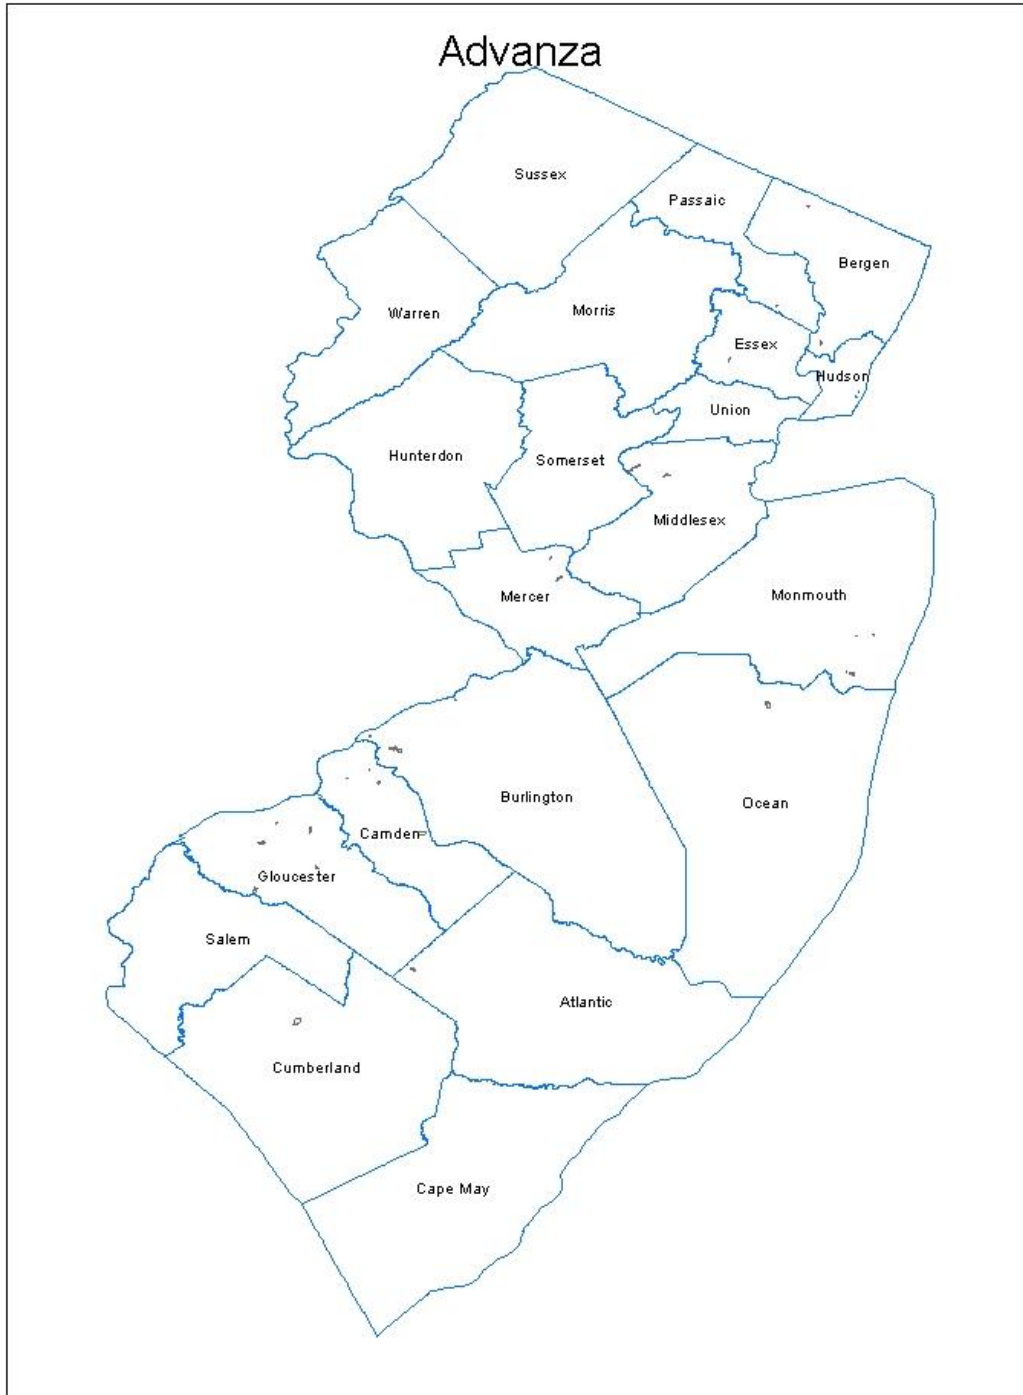 Advanza
Sussex
Passaic
Bergen
Warren
Morris
Essex
Hudson
Union
Hunterdon
Somerset
Middlesex
Mercer
Monmouth
Burlington
Ocean
Camden
Gloucester
Salem
Atlantic
Cumberland
Cape May